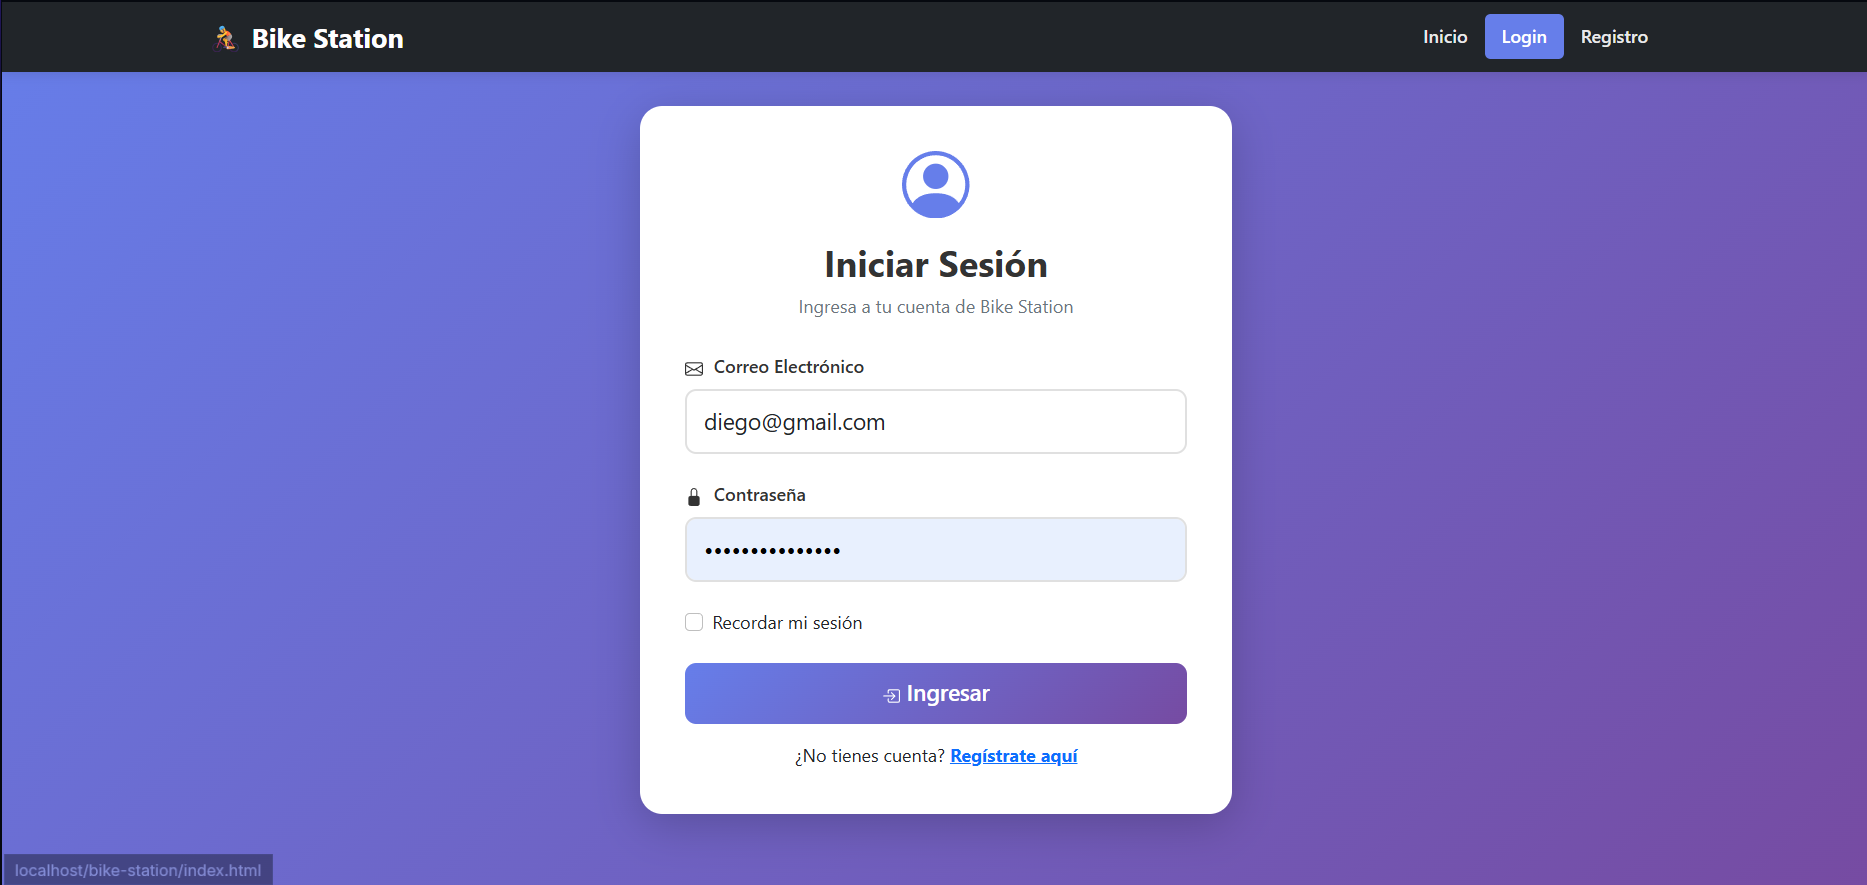 Bike Station
Inicio Login Registro
Iniciar Sesión
Ingresa a tu cuenta de Bike Station
Correo Electrónico
diego@gmail.com
Contraseña
•••••••••••••••
Recordar mi sesión
Ingresar
¿No tienes cuenta? Regístrate aquí
localhost/bike-station/index.html